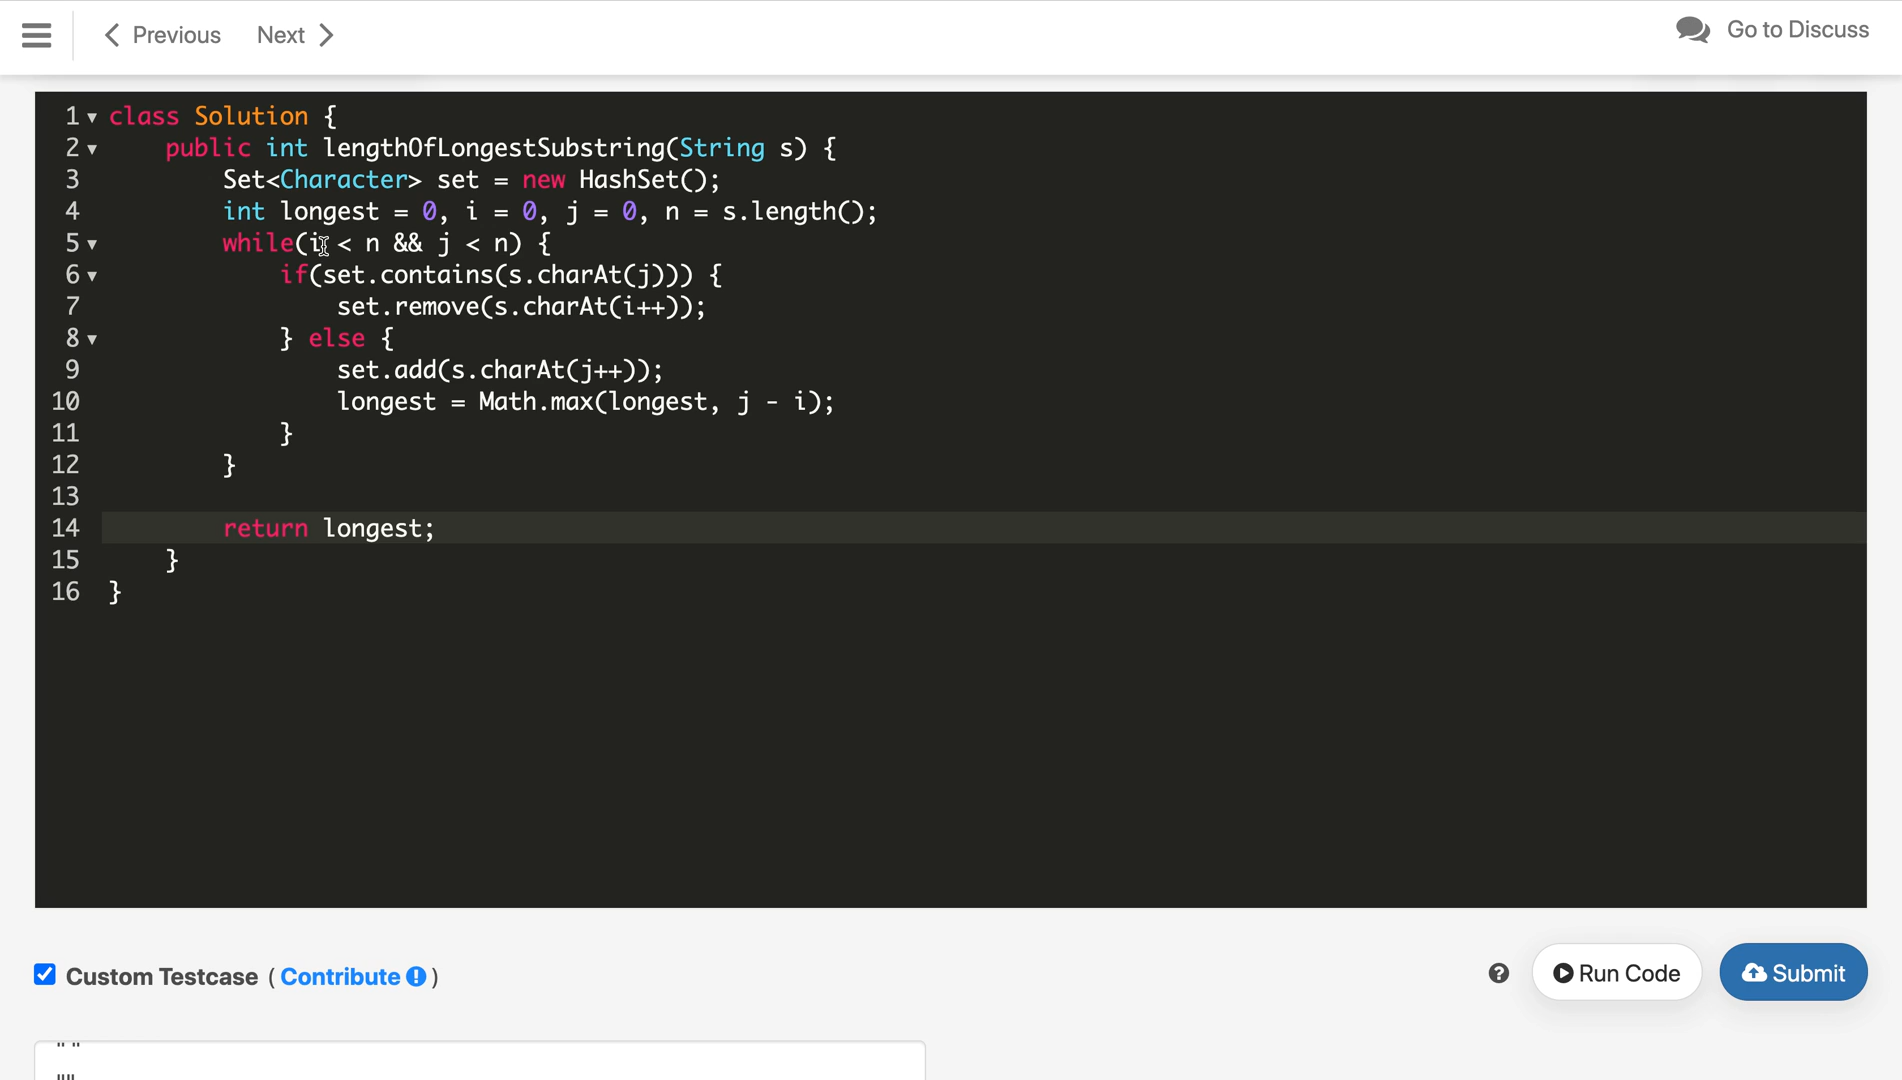 Previous Next Go to Discuss
1 class Solution {
2 public int lengthOfLongestSubstring(String s) {
3 Set<Character> set = new HashSet();
4 int longest = 0, i = 0, j = 0, n = s.length();
5 while(i < n && j < n) {
6 if(set.contains(s.charAt(j))) {
7 set.remove(s.charAt(i++));
8 } else {
9 set.add(s.charAt(j++));
10 longest = Math.max(longest, j - i);
11 }
12 }
13
14 return longest;
15 }
16 }
Custom Testcase ( Contribute ) Run Code Submit
" "
""